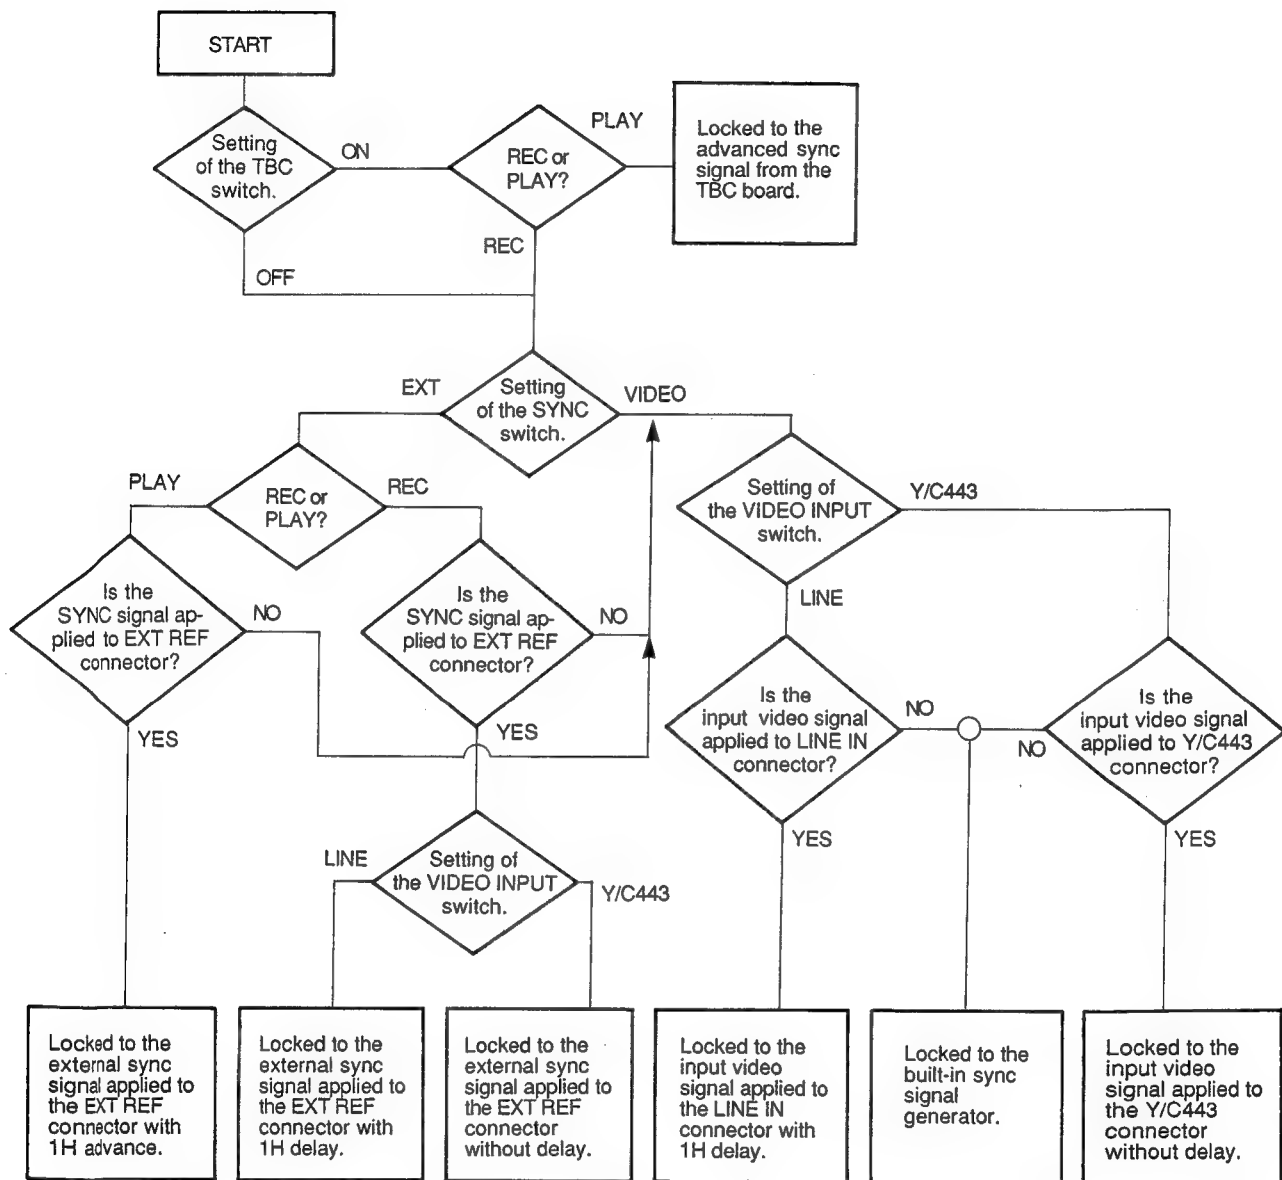 START
Setting
of the TBC
switch.
ON
REC or
PLAY?
PLAY
Locked to the
advanced sync
signal from the
TBC board.
REC
OFF
EXT
Setting
of the SYNC
switch.
VIDEO
PLAY
REC or
PLAY?
REC
Setting of
the VIDEO INPUT
switch.
Y/C443
LINE
Is the
SYNC signal ap-
plied to EXT REF
connector?
NO
YES
Is the
SYNC signal ap-
plied to EXT REF
connector?
NO
YES
Is the
input video signal
applied to LINE IN
connector?
NO
YES
Is the
input video signal
applied to Y/C443
connector?
NO
YES
LINE
Setting of
the VIDEO INPUT
switch.
Y/C443
Locked to the
external sync
signal applied to
the EXT REF
connector with
1H advance.
Locked to the
external sync
signal applied to
the EXT REF
connector with
1H delay.
Locked to the
external sync
signal applied to
the EXT REF
connector
without delay.
Locked to the
input video
signal applied to
the LINE IN
connector with
1H delay.
Locked to the
built-in sync
signal
generator.
Locked to the
input video
signal applied to
the Y/C443
connector
without delay.